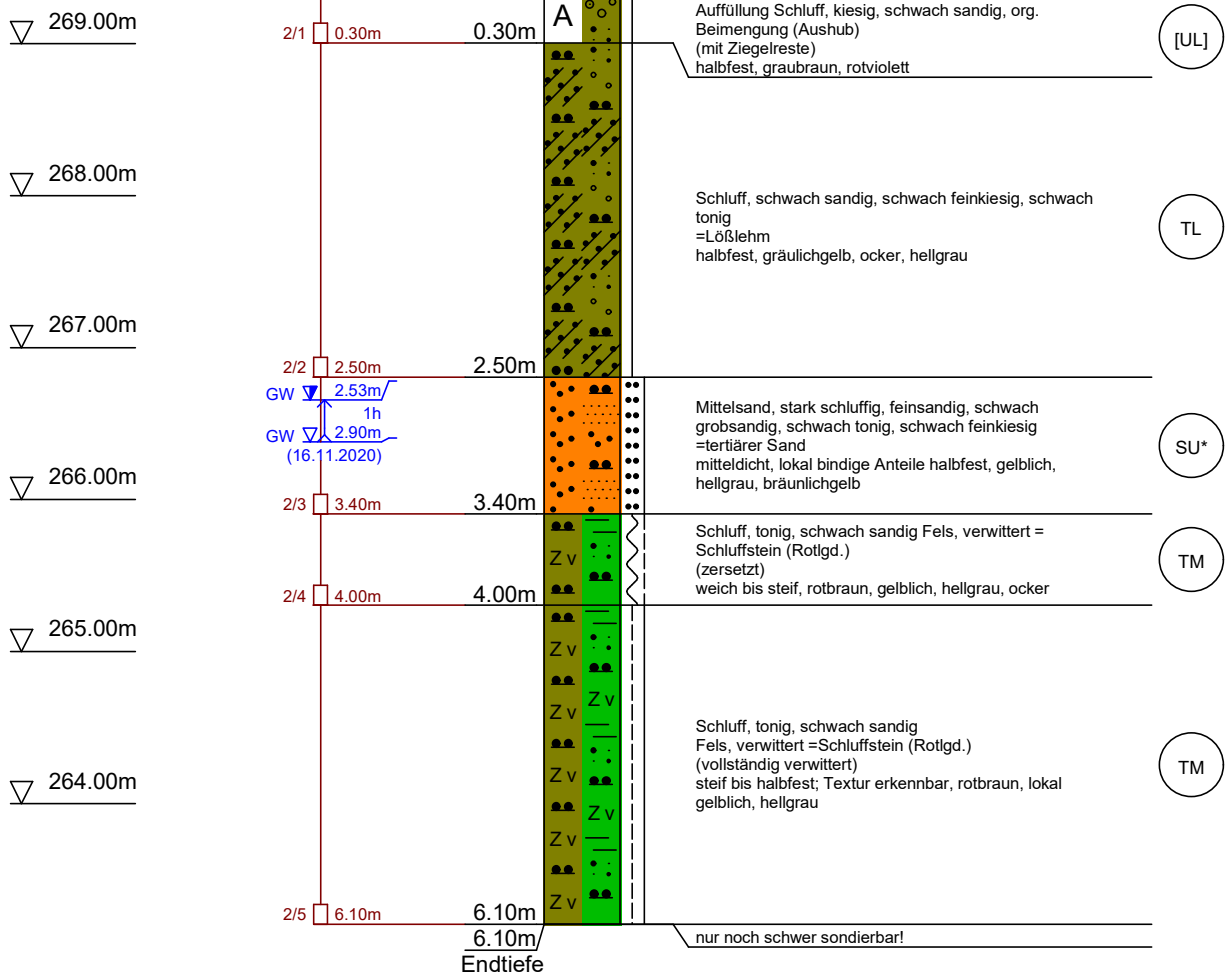 269.00m
2/1 0.30m
0.30m
A
Auffüllung Schluff, kiesig, schwach sandig, org.
Beimengung (Aushub)
(mit Ziegelreste)
halbfest, graubraun, rotviolett
[UL]
268.00m
Schluff, schwach sandig, schwach feinkiesig, schwach
tonig
=Lößlehm
halbfest, gräulichgelb, ocker, hellgrau
TL
267.00m
2/2 2.50m
2.50m
GW 2.53m
1h
GW 2.90m
(16.11.2020)
Mittelsand, stark schluffig, feinsandig, schwach
grobsandig, schwach tonig, schwach feinkiesig
=tertiärer Sand
mitteldicht, lokal bindige Anteile halbfest, gelblich,
hellgrau, bräunlichgelb
SU*
266.00m
2/3 3.40m
3.40m
Z v
Schluff, tonig, schwach sandig Fels, verwittert =
Schluffstein (Rotlgd.)
(zersetzt)
weich bis steif, rotbraun, gelblich, hellgrau, ocker
TM
2/4 4.00m
4.00m
265.00m
Z v
Z v
Z v
Z v
Z v
Z v
Z v
Schluff, tonig, schwach sandig
Fels, verwittert =Schluffstein (Rotlgd.)
(vollständig verwittert)
steif bis halbfest; Textur erkennbar, rotbraun, lokal
gelblich, hellgrau
TM
264.00m
2/5 6.10m
6.10m
6.10m
Endtiefe
nur noch schwer sondierbar!